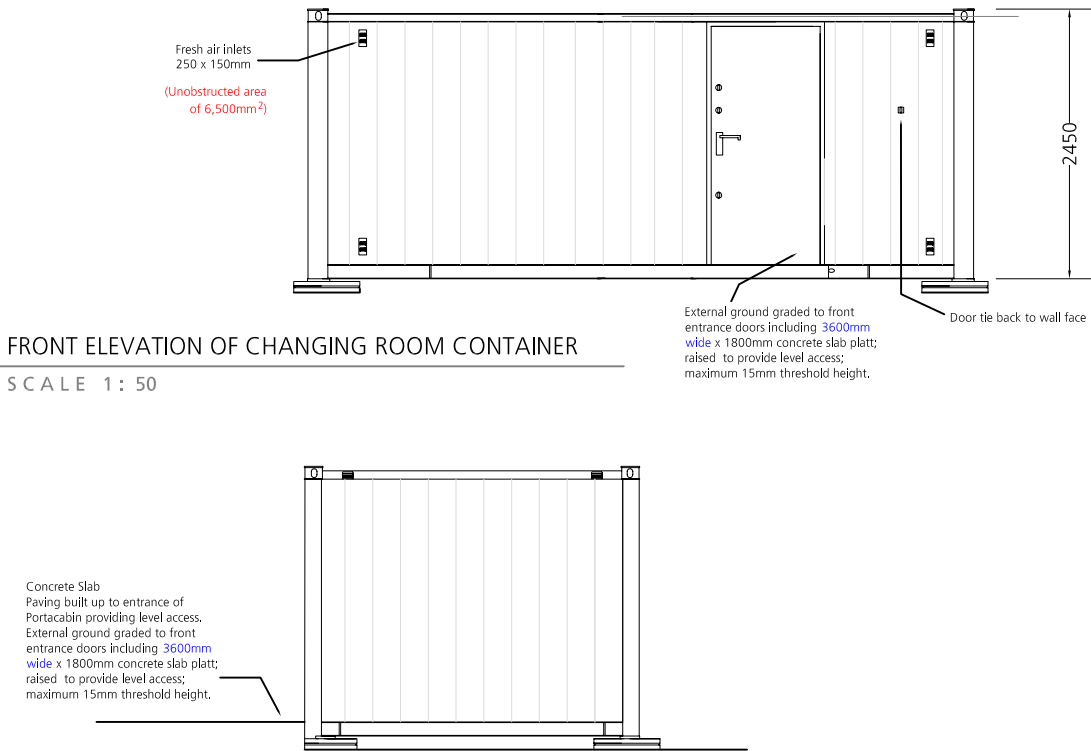 Fresh air inlets
250 x 150mm
(Unobstructed area
of 6,500mm²)
2450
External ground graded to front
entrance doors including 3600mm
wide x 1800mm concrete slab platt;
raised to provide level access;
maximum 15mm threshold height.
Door tie back to wall face
FRONT ELEVATION OF CHANGING ROOM CONTAINER
SCALE 1: 50
Concrete Slab
Paving built up to entrance of
Portacabin providing level access.
External ground graded to front
entrance doors including 3600mm
wide x 1800mm concrete slab platt;
raised to provide level access;
maximum 15mm threshold height.